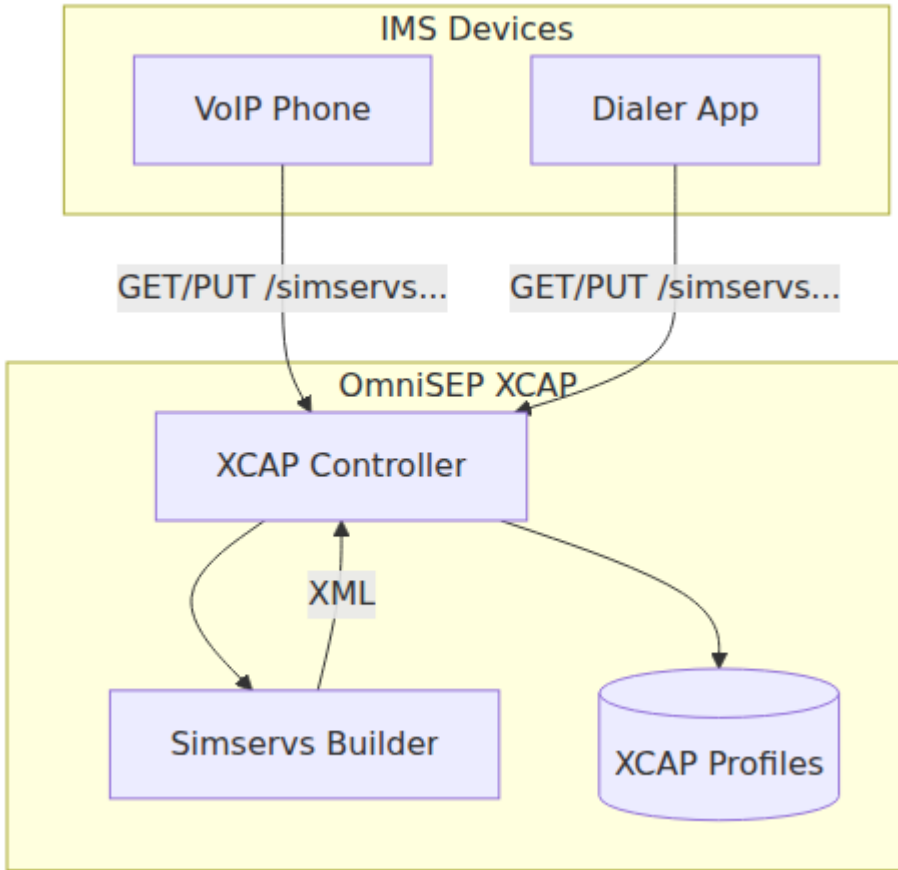 IMS Devices
VoIP Phone
Dialer App
GET/PUT /simservs...
GET/PUT /simservs...
OmniSEP XCAP
XCAP Controller
XML
Simservs Builder
XCAP Profiles